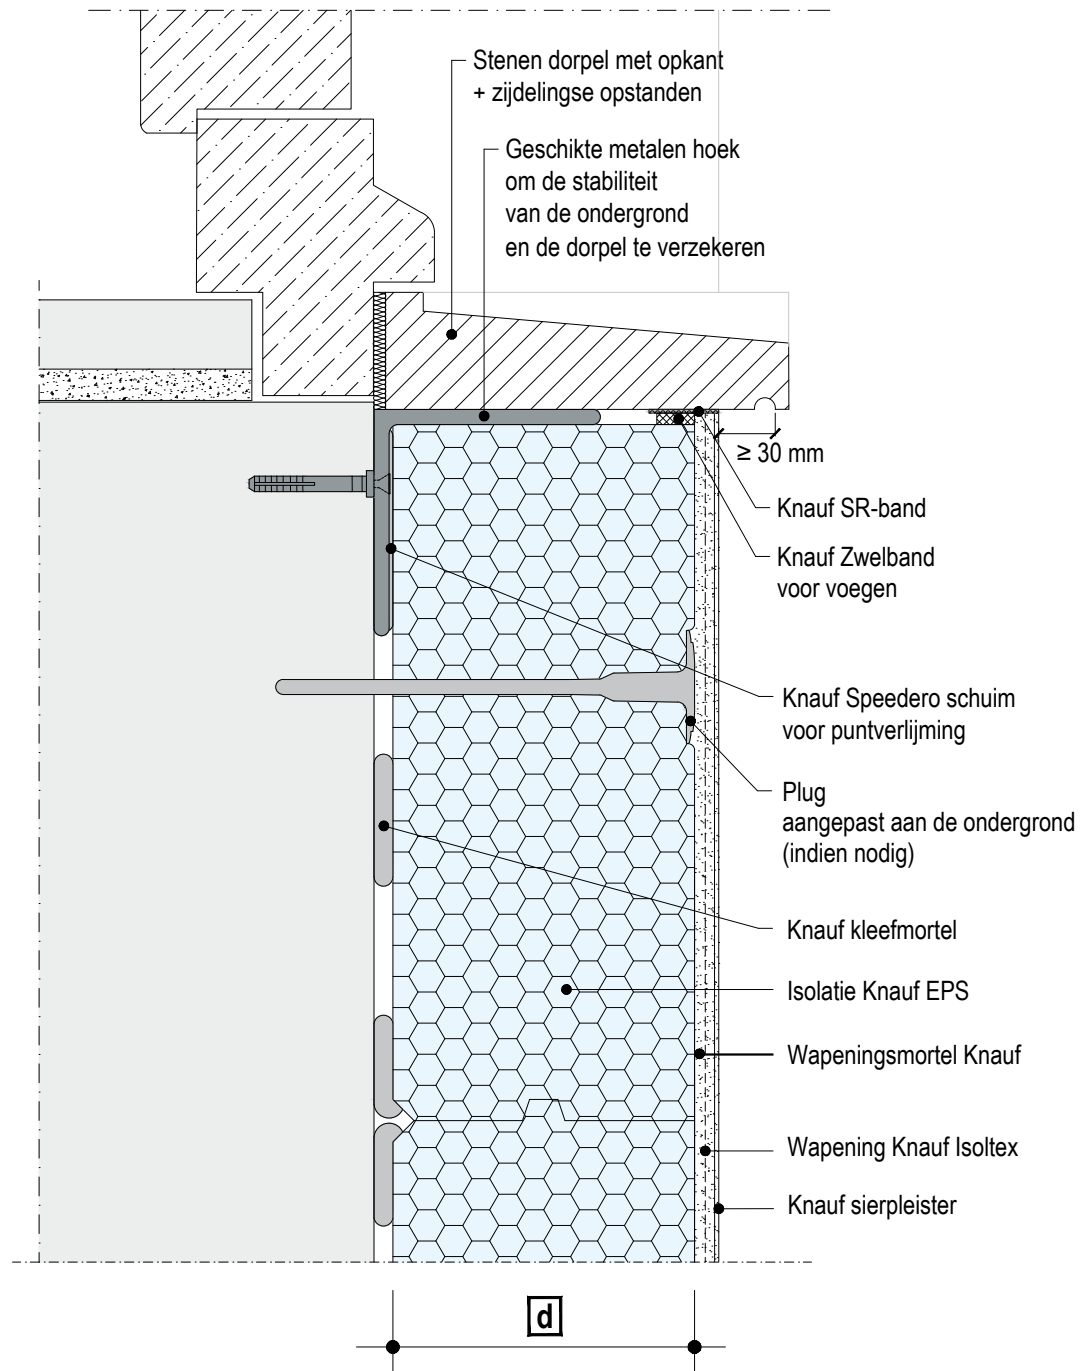 Stenen dorpel met opkant
+ zijdelingse opstanden
Geschikte metalen hoek
om de stabiliteit
van de ondergrond
en de dorpel te verzekeren
≥ 30 mm
Knauf SR-band
Knauf Zwelband
voor voegen
Knauf Speedero schuim
voor puntverlijming
Plug
aangepast aan de ondergrond
(indien nodig)
Knauf kleefmortel
Isolatie Knauf EPS
Wapeningsmortel Knauf
Wapening Knauf Isoltex
Knauf sierpleister
d